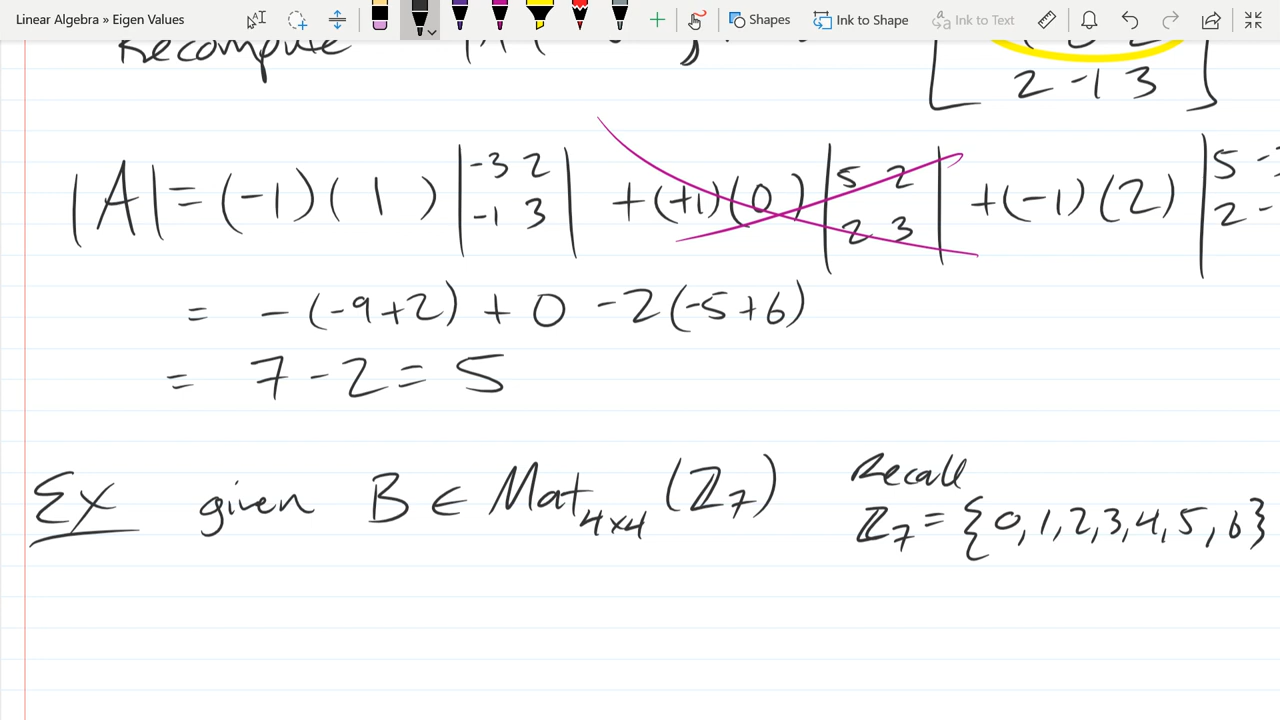 Linear Algebra » Eigen Values
Shapes
Ink to Shape
Ink to Text
Recompute
2 -1 3
|A| = (-1)(1) |-3 2 -1 3| + (+1)(0) |5 2 2 3| + (-1)(2) |5 - 2 -
= -(-9+2) + 0 -2(-5+6)
= 7 - 2 = 5
Ex given B ∈ Mat₄ₓ₄ (ℤ₇)
Recall
ℤ₇ = {0, 1, 2, 3, 4, 5, 6}